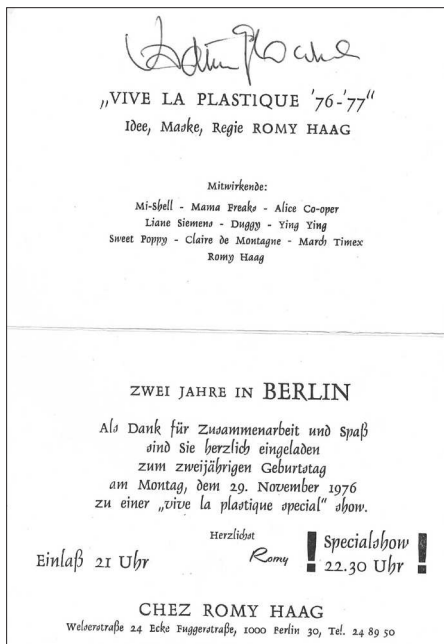 „VIVE LA PLASTIQUE '76-'77“
Idee, Maske, Regie ROMY HAAG
Mitwirkende:
Mi-Shell - Mama Freaks - Alice Co-oper
Liane Siemens - Duggy - Ying Ying
Sweet Poppy - Claire de Montagne - March Timex
Romy Haag
ZWEI JAHRE IN BERLIN
Als Dank für Zusammenarbeit und Spaß
sind Sie herzlich eingeladen
zum zweijährigen Geburtstag
am Montag, dem 29. November 1976
zu einer „vive la plastique special“ show.
Herzlichst
Romy
Einlaß 21 Uhr
! Specialshow !
22.30 Uhr
CHEZ ROMY HAAG
Welserstraße 24 Ecke Fuggerstraße, 1000 Berlin 30, Tel. 24 89 50